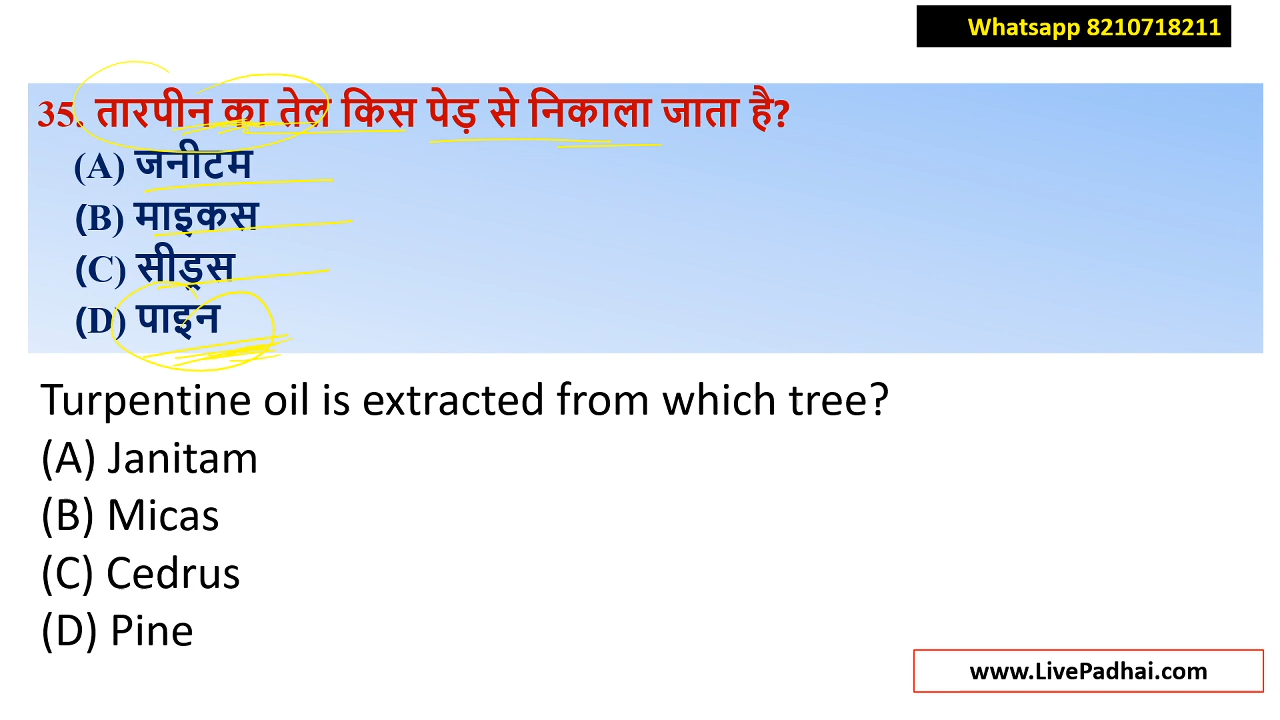 Whatsapp 8210718211
35. तारपीन का तेल किस पेड़ से निकाला जाता है?
(A) जनीटम
(B) माइकस
(C) सीड्रस
(D) पाइन
Turpentine oil is extracted from which tree?
(A) Janitam
(B) Micas
(C) Cedrus
(D) Pine
www.LivePadhai.com